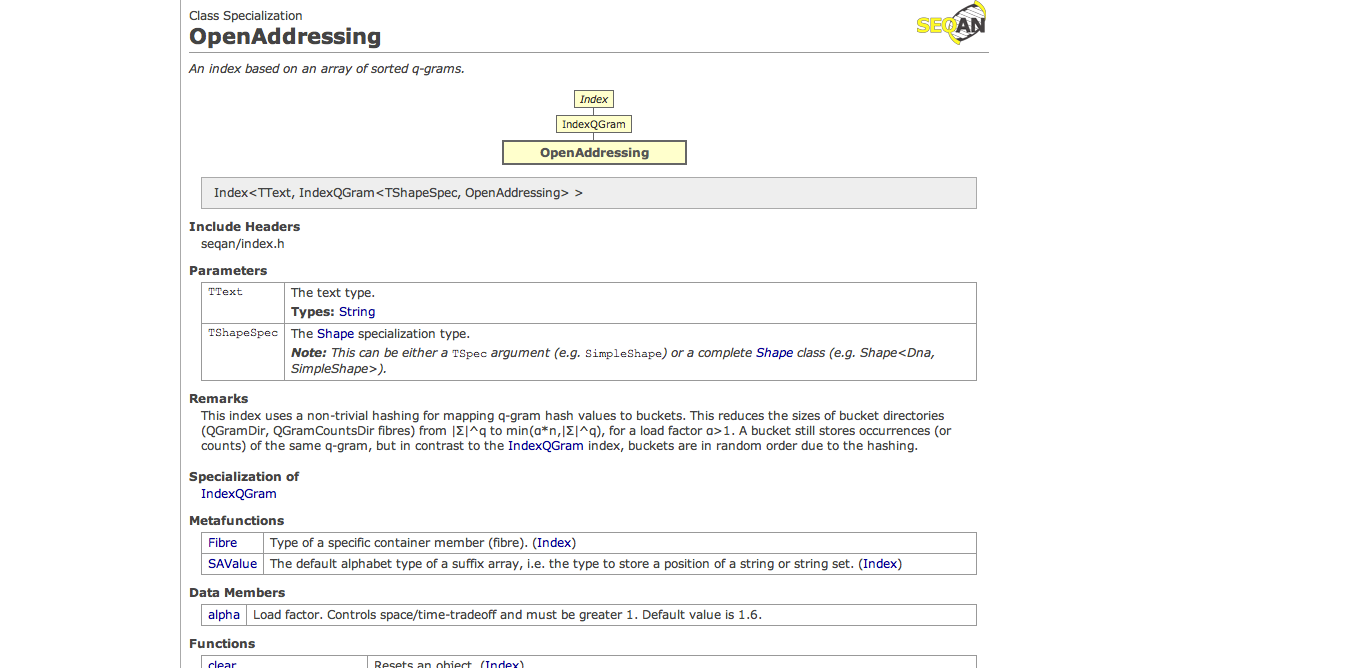 Class Specialization
OpenAddressing
SEQAN
An index based on an array of sorted q-grams.
Index
IndexQGram
OpenAddressing
Index<TText, IndexQGram<TShapeSpec, OpenAddressing> >
Include Headers
seqan/index.h
Parameters
TText The text type.
Types: String
TShapeSpec The Shape specialization type.
Note: This can be either a TSpec argument (e.g. SimpleShape) or a complete Shape class (e.g. Shape<Dna,
SimpleShape>).
Remarks
This index uses a non-trivial hashing for mapping q-gram hash values to buckets. This reduces the sizes of bucket directories
(QGramDir, QGramCountsDir fibres) from |Σ|^q to min(α*n,|Σ|^q), for a load factor α>1. A bucket still stores occurrences (or
counts) of the same q-gram, but in contrast to the IndexQGram index, buckets are in random order due to the hashing.
Specialization of
IndexQGram
Metafunctions
Fibre Type of a specific container member (fibre). (Index)
SAValue The default alphabet type of a suffix array, i.e. the type to store a position of a string or string set. (Index)
Data Members
alpha Load factor. Controls space/time-tradeoff and must be greater 1. Default value is 1.6.
Functions
clear Resets an object. (Index)